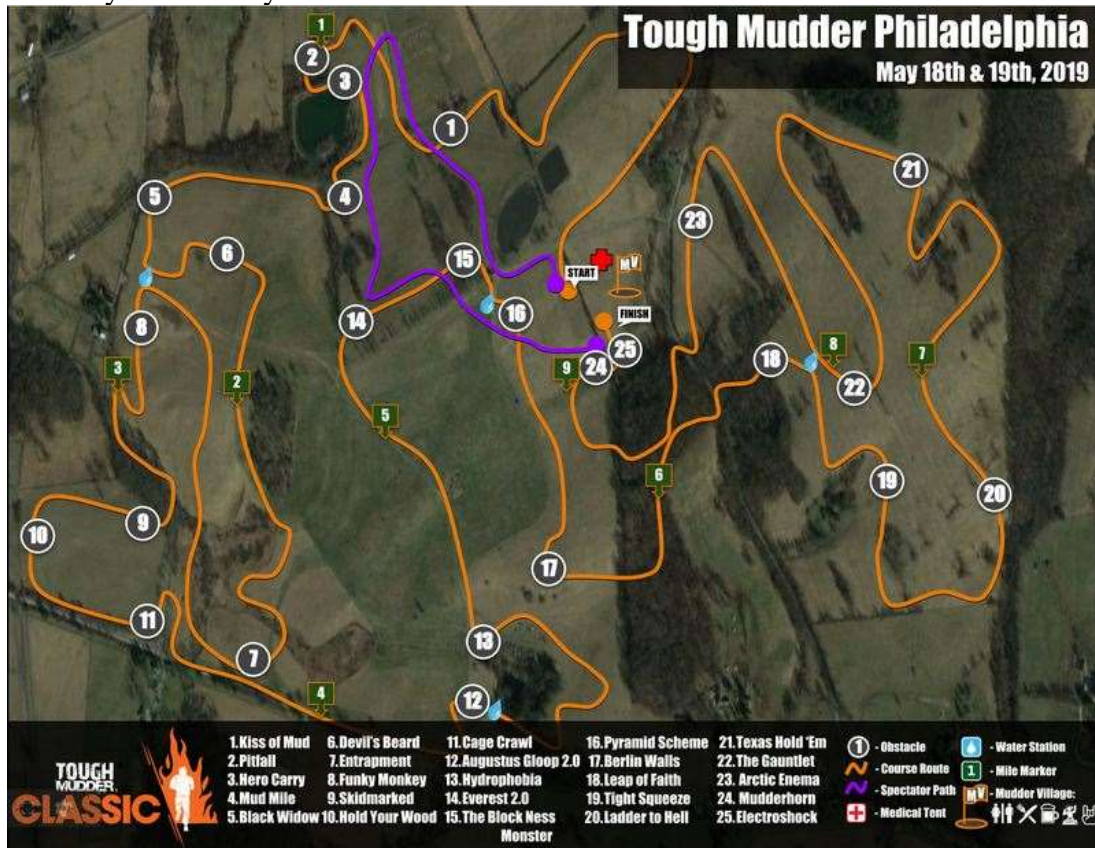 Tough Mudder Philadelphia
May 18th & 19th, 2019
1
2
3
1
4
5
6
21
23
15
START
MV
14
16
FINISH
8
25
24
18
8
22
7
3
2
9
5
6
19
20
9
10
17
11
13
7
4
12
TOUGH
MUDDER
CLASSIC
1.Kiss of Mud
2.Pitfall
3.Hero Carry
4.Mud Mile
5.Black Widow
6.Devil's Beard
7.Entrapment
8.Funky Monkey
9.Skidmarked
10.Hold Your Wood
11.Cage Crawl
12.Augustus Gloop 2.0
13.Hydrophobia
14.Everest 2.0
15.The Block Ness
Monster
16.Pyramid Scheme
17.Berlin Walls
18.Leap of Faith
19.Tight Squeeze
20.Ladder to Hell
21.Texas Hold 'Em
22.The Gauntlet
23. Arctic Enema
24. Mudderhorn
25.Electroshock
1 - Obstacle
- Course Route
- Spectator Path
- Medical Tent
- Water Station
1 - Mile Marker
MV - Mudder Village: